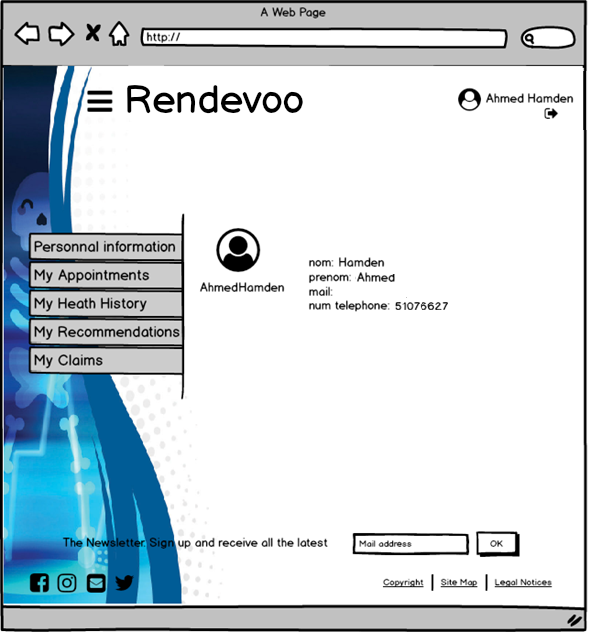 A Web Page
http://
Rendevoo
Ahmed Hamden
Personnal information
My Appointments
My Heath History
My Recommendations
My Claims
AhmedHamden
nom: Hamden
prenom: Ahmed
mail:
num telephone: 51076627
The Newsletter. Sign up and receive all the latest
Mail address
OK
Copyright
Site Map
Legal Notices